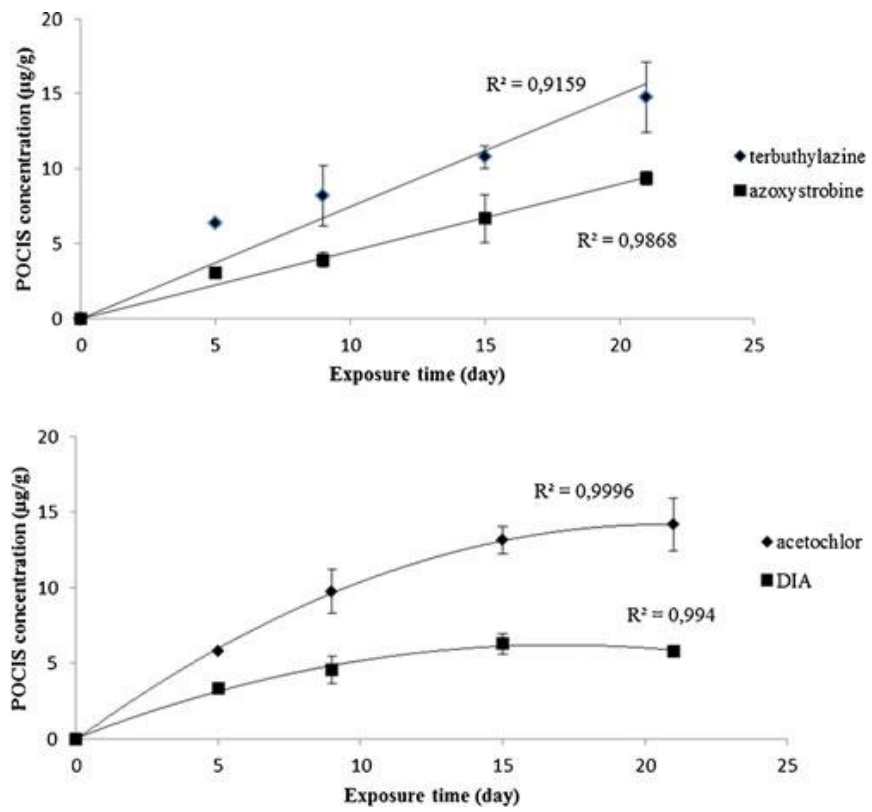 POCIS concentration (µg/g)
20
15
10
5
0
R² = 0,9159
R² = 0,9868
terbuthylazine
azoxystrobine
0 5 10 15 20 25
Exposure time (day)
POCIS concentration (µg/g)
20
15
10
5
0
R² = 0,9996
R² = 0,994
acetochlor
DIA
0 5 10 15 20 25
Exposure time (day)